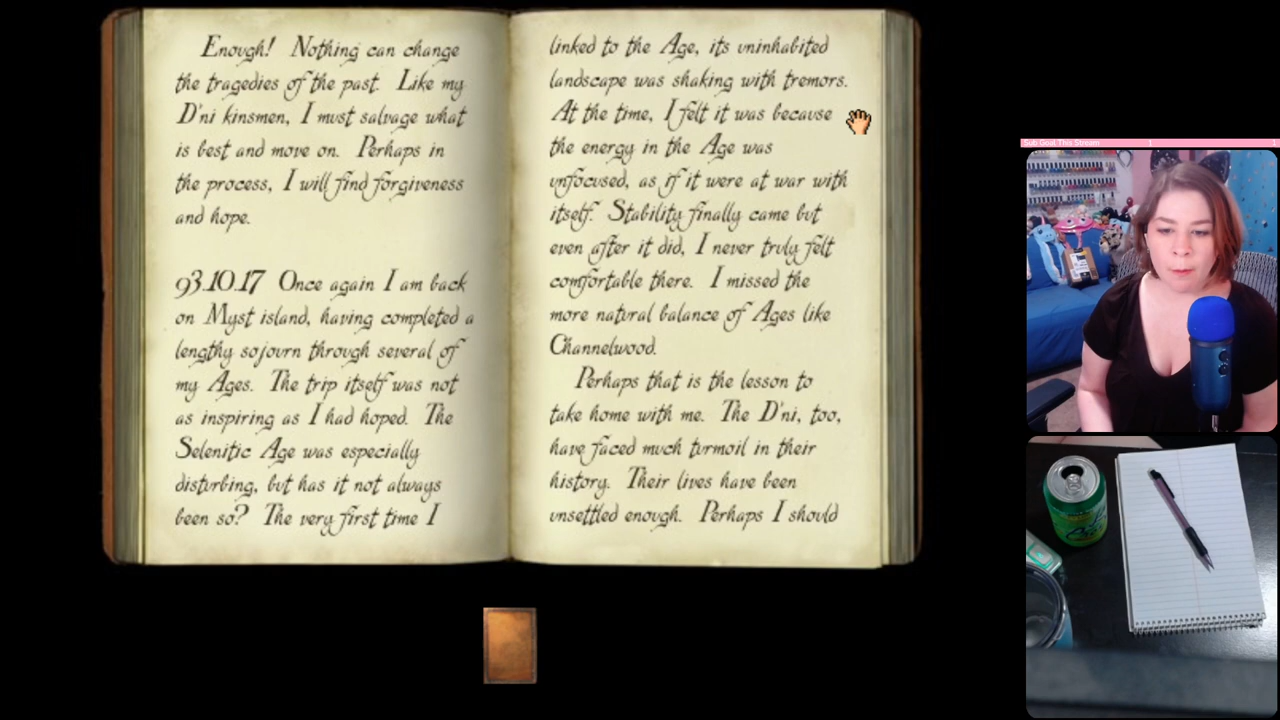 Enough! Nothing can change
the tragedies of the past. Like my
D'ni kinsmen, I must salvage what
is best and move on. Perhaps in
the process, I will find forgiveness
and hope.
93.10.17 Once again I am back
on Myst island, having completed a
lengthy sojourn through several of
my Ages. The trip itself was not
as inspiring as I had hoped. The
Selenitic Age was especially
disturbing, but has it not always
been so? The very first time I
linked to the Age, its uninhabited
landscape was shaking with tremors.
At the time, I felt it was because
the energy in the Age was
unfocused, as if it were at war with
itself. Stability finally came but
even after it did, I never truly felt
comfortable there. I missed the
more natural balance of Ages like
Channelwood.
Perhaps that is the lesson to
take home with me. The D'ni, too,
have faced much turmoil in their
history. Their lives have been
unsettled enough. Perhaps I should
Sub Goal This Stream 1 1